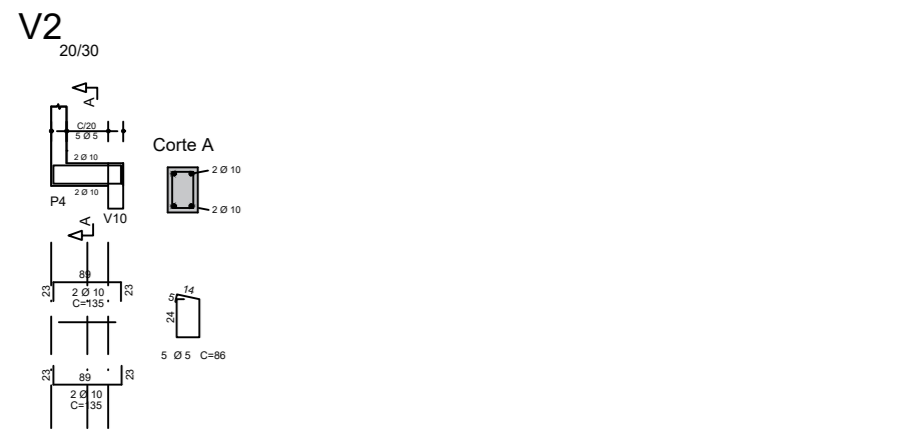 V2
20/30
A
C/20
5 Ø 5
2 Ø 10
2 Ø 10
P4
V10
A
Corte A
2 Ø 10
2 Ø 10
89
23
23
2 Ø 10
C=135
14
5
24
5 Ø 5 C=86
23
89
23
2 Ø 10
C=135